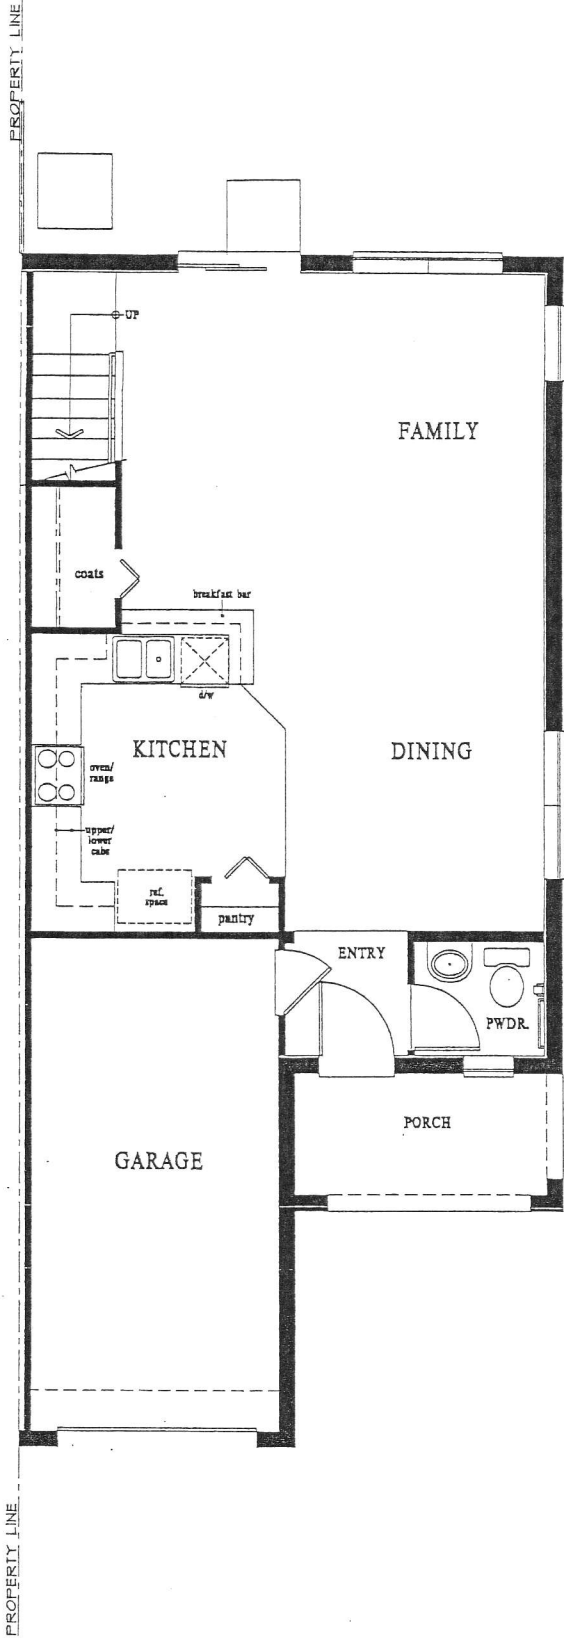 PROPERTY LINE
UP
FAMILY
coats
breakfast bar
d/w
KITCHEN
DINING
oven/
range
upper/
lower
cabs
ref.
space
pantry
ENTRY
PWDR.
PORCH
GARAGE
PROPERTY LINE